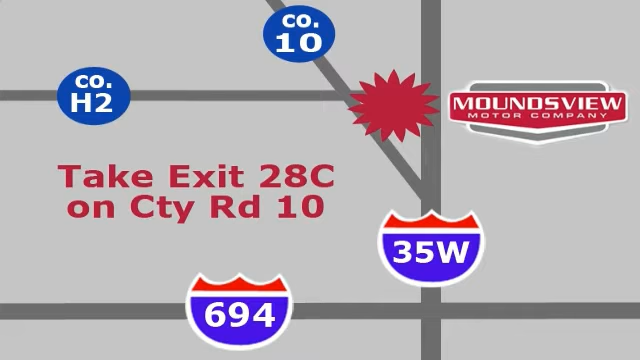 CO.
10
CO.
H2
MOUNDSVIEW
MOTOR COMPANY
Take Exit 28C
on Cty Rd 10
35W
694